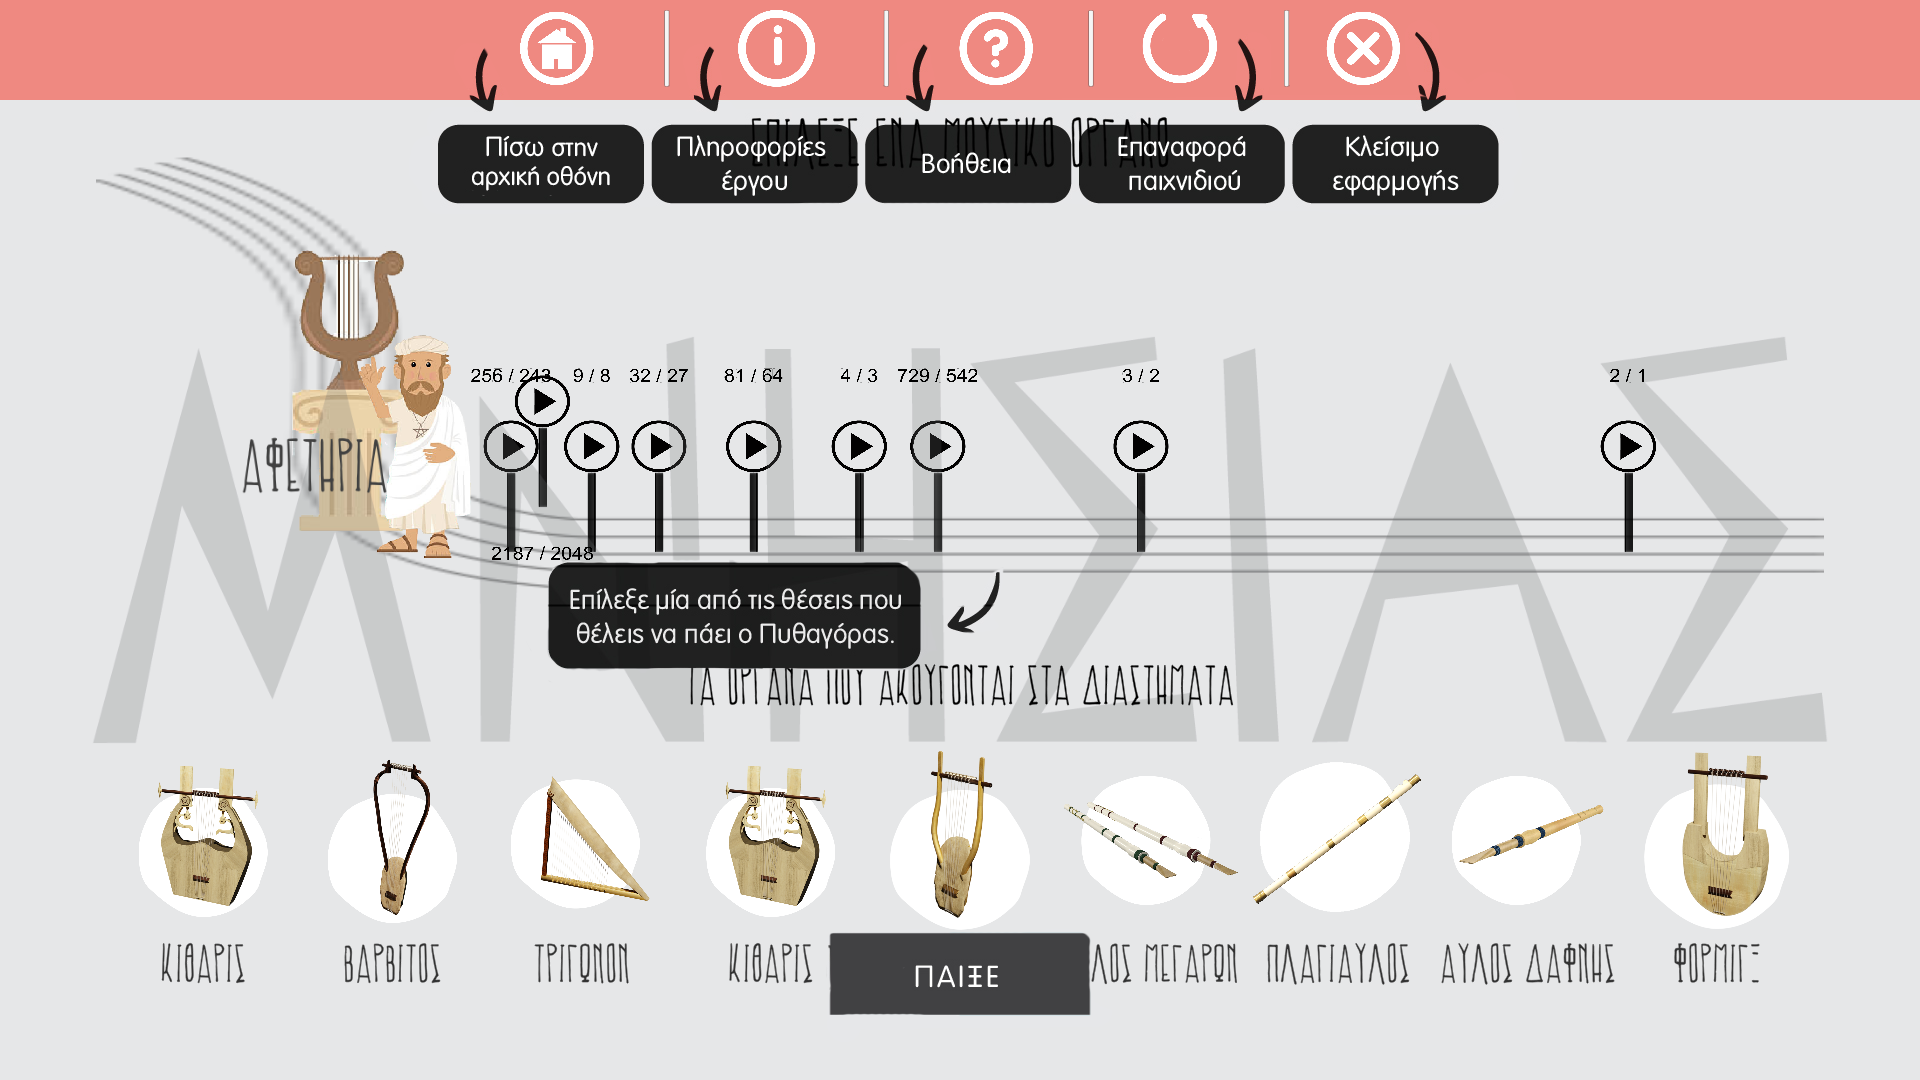 ΕΠΙΛΕΞΕ ΕΝΑ ΜΟΥΣΙΚΟ ΟΡΓΑΝΟ
Πίσω στην
αρχική οθόνη
Πληροφορίες
έργου
Βοήθεια
Επαναφορά
παιχνιδιού
Κλείσιμο
εφαρμογής
ΜΝΗΣΙΑΣ
256 / 243
9 / 8
32 / 27
81 / 64
4 / 3
729 / 542
3 / 2
2 / 1
ΑΦΕΤΗΡΙΑ
2187 / 2048
Επίλεξε μία από τις θέσεις που
θέλεις να πάει ο Πυθαγόρας.
ΤΑ ΟΡΓΑΝΑ ΠΟΥ ΑΚΟΥΓΟΝΤΑΙ ΣΤΑ ΔΙΑΣΤΗΜΑΤΑ
ΚΙΘΑΡΙΣ
ΒΑΡΒΙΤΟΣ
ΤΡΙΓΩΝΟΝ
ΚΙΘΑΡΙΣ
ΠΑΙΞΕ
ΛΟΣ ΜΕΓΑΡΩΝ
ΠΛΑΓΙΑΥΛΟΣ
ΑΥΛΟΣ ΔΑΦΝΗΣ
ΦΟΡΜΙΓΞ